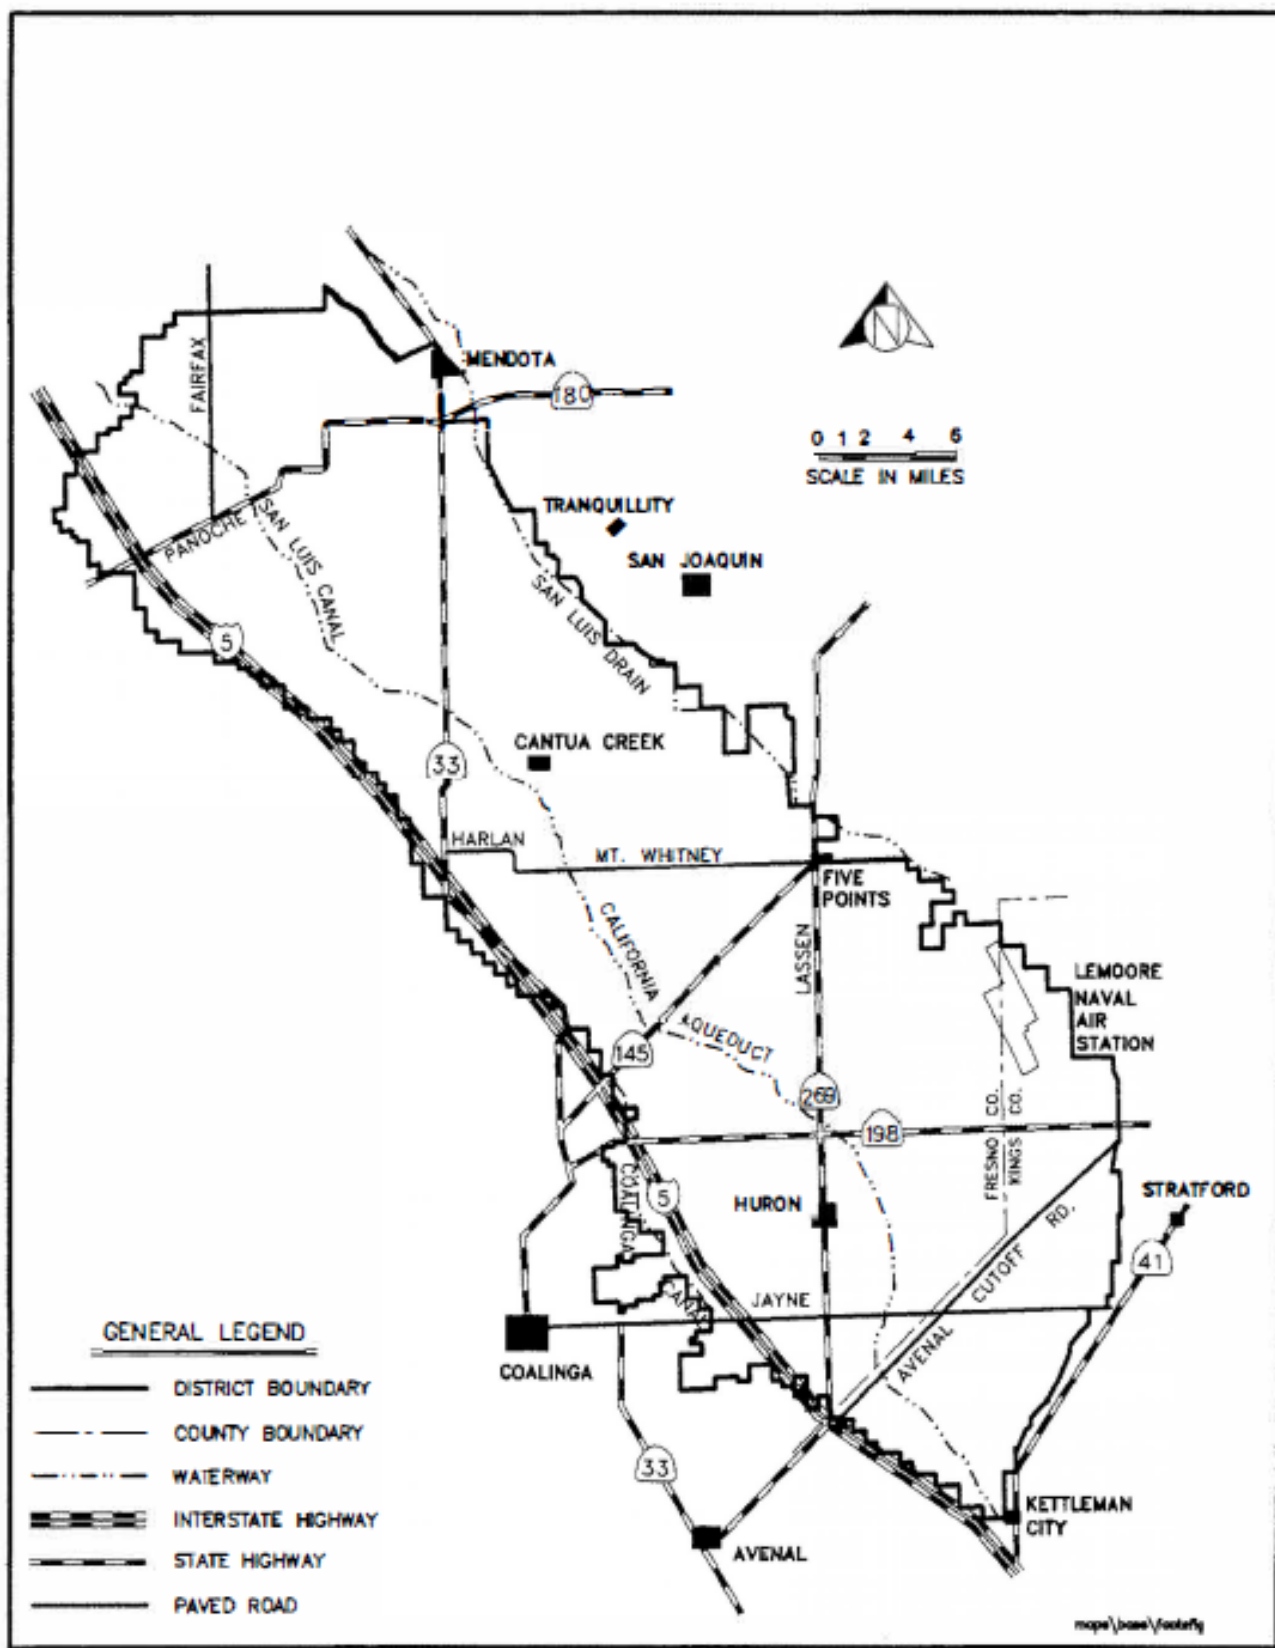 MENDOTA
FAIRFAX
180
0 1 2 4 6
SCALE IN MILES
TRANQUILLITY
SAN JOAQUIN
PANOCHE
SAN LUIS CANAL
SAN LUIS DRAIN
5
CANTUA CREEK
33
HARLAN
MT. WHITNEY
FIVE
POINTS
CALIFORNIA
LASSEN
LEMOORE
NAVAL
AIR
STATION
AQUEDUCT
145
269
198
FRESNO CO.
KINGS CO.
COALINGA
5
HURON
STRATFORD
RD.
41
CUTOFF
CANAL
JAYNE
AVENAL
COALINGA
33
KETTLEMAN
CITY
AVENAL
GENERAL LEGEND
DISTRICT BOUNDARY
COUNTY BOUNDARY
WATERWAY
INTERSTATE HIGHWAY
STATE HIGHWAY
PAVED ROAD
N